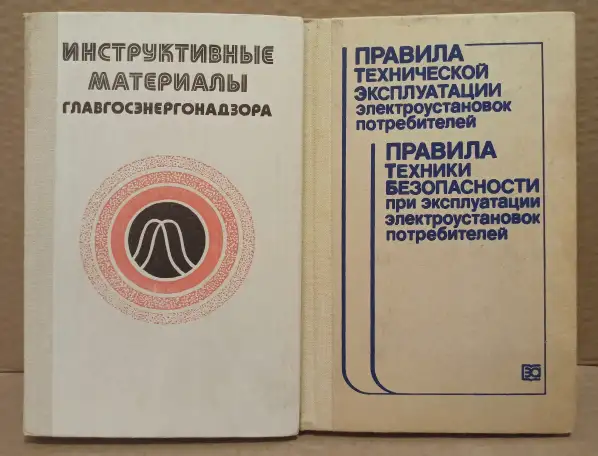 ИНСТРУКТИВНЫЕ
МАТЕРИАЛЫ
ГЛАВГОСЭНЕРГОНАДЗОРА
ПРАВИЛА
ТЕХНИЧЕСКОЙ
ЭКСПЛУАТАЦИИ
электроустановок
потребителей
ПРАВИЛА
ТЕХНИКИ
БЕЗОПАСНОСТИ
при эксплуатации
электроустановок
потребителей